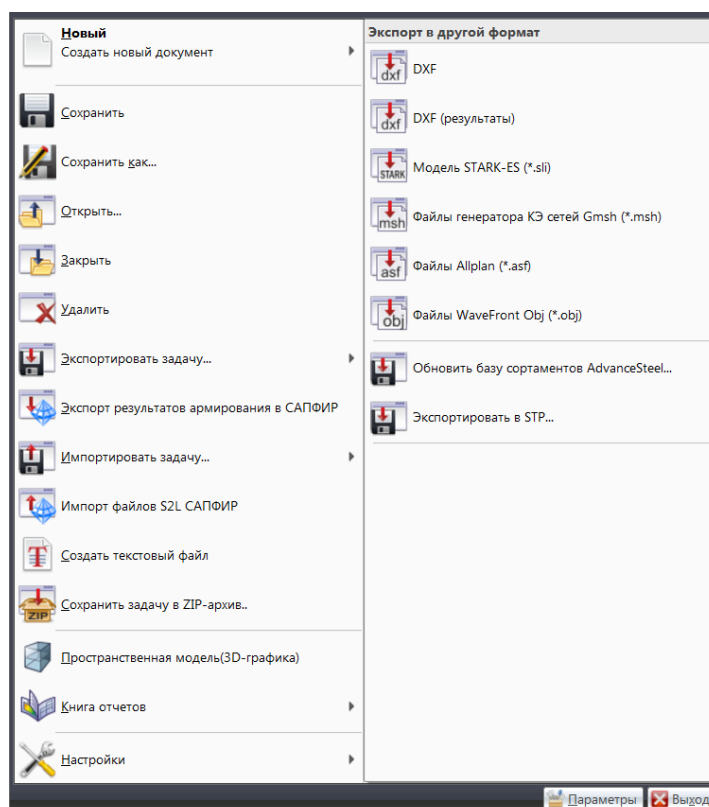 Новый
Создать новый документ
Сохранить
Сохранить как...
Открыть...
Закрыть
Удалить
Экспортировать задачу...
Экспорт результатов армирования в САПФИР
Импортировать задачу...
Импорт файлов S2L САПФИР
Создать текстовый файл
ZIP
Сохранить задачу в ZIP-архив..
Пространственная модель(3D-графика)
Книга отчетов
Настройки
Экспорт в другой формат
dxf
DXF
dxf
DXF (результаты)
STARK
Модель STARK-ES (*.sli)
msh
Файлы генератора КЭ сетей Gmsh (*.msh)
asf
Файлы Allplan (*.asf)
obj
Файлы WaveFront Obj (*.obj)
Обновить базу сортаментов AdvanceSteel...
Экспортировать в STP...
Параметры
Выход